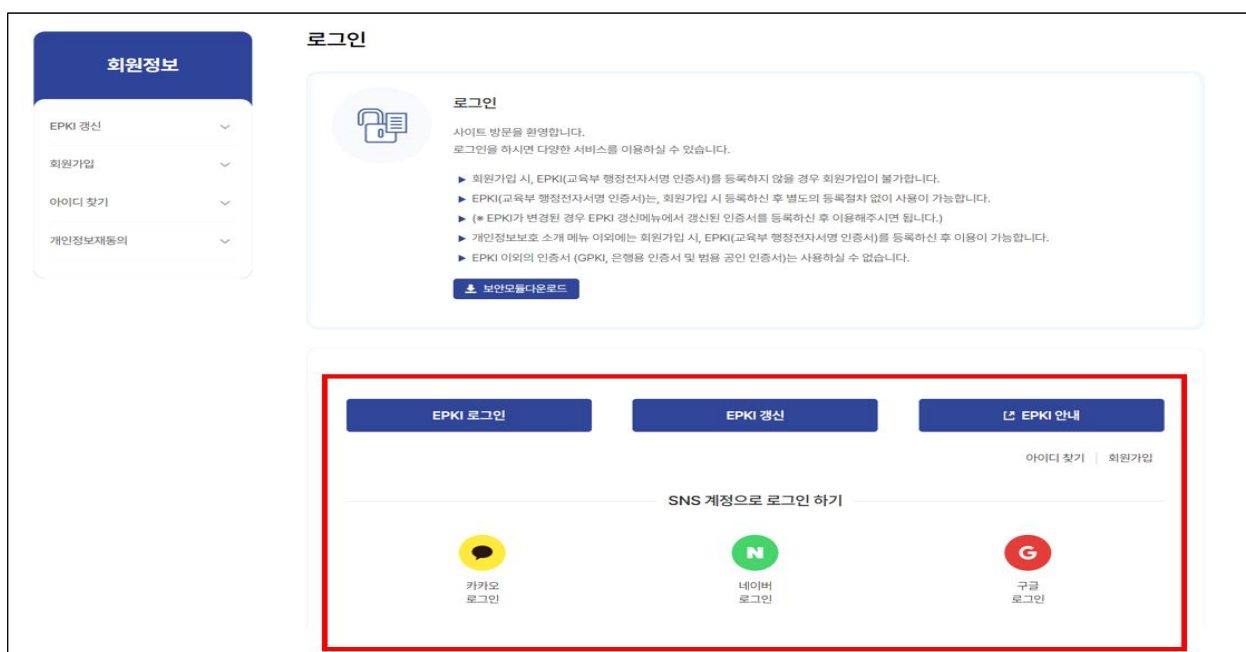 회원정보
EPKI 갱신
회원가입
아이디 찾기
개인정보재동의
로그인
로그인
사이트 방문을 환영합니다.
로그인을 하시면 다양한 서비스를 이용하실 수 있습니다.
▶ 회원가입 시, EPKI(교육부 행정전자서명 인증서)를 등록하지 않을 경우 회원가입이 불가합니다.
▶ EPKI(교육부 행정전자서명 인증서)는, 회원가입 시 등록하신 후 별도의 등록절차 없이 사용이 가능합니다.
▶ (※ EPKI가 변경된 경우 EPKI 갱신메뉴에서 갱신된 인증서를 등록하신 후 이용해주시면 됩니다.)
▶ 개인정보보호 소개 메뉴 이외에는 회원가입 시, EPKI(교육부 행정전자서명 인증서)를 등록하신 후 이용이 가능합니다.
▶ EPKI 이외의 인증서 (GPKI, 은행용 인증서 및 범용 공인 인증서)는 사용하실 수 없습니다.
보안모듈다운로드
EPKI 로그인
EPKI 갱신
EPKI 안내
아이디 찾기 | 회원가입
SNS 계정으로 로그인 하기
N
G
카카오
로그인
네이버
로그인
구글
로그인